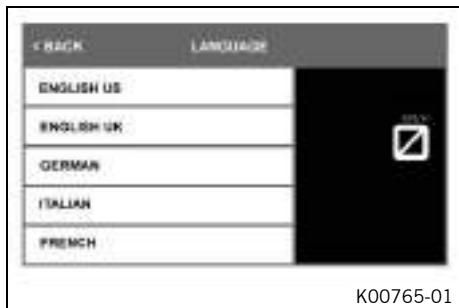 < BACK LANGUAGE
ENGLISH US
ENGLISH UK
GERMAN
ITALIAN
FRENCH
K00765-01